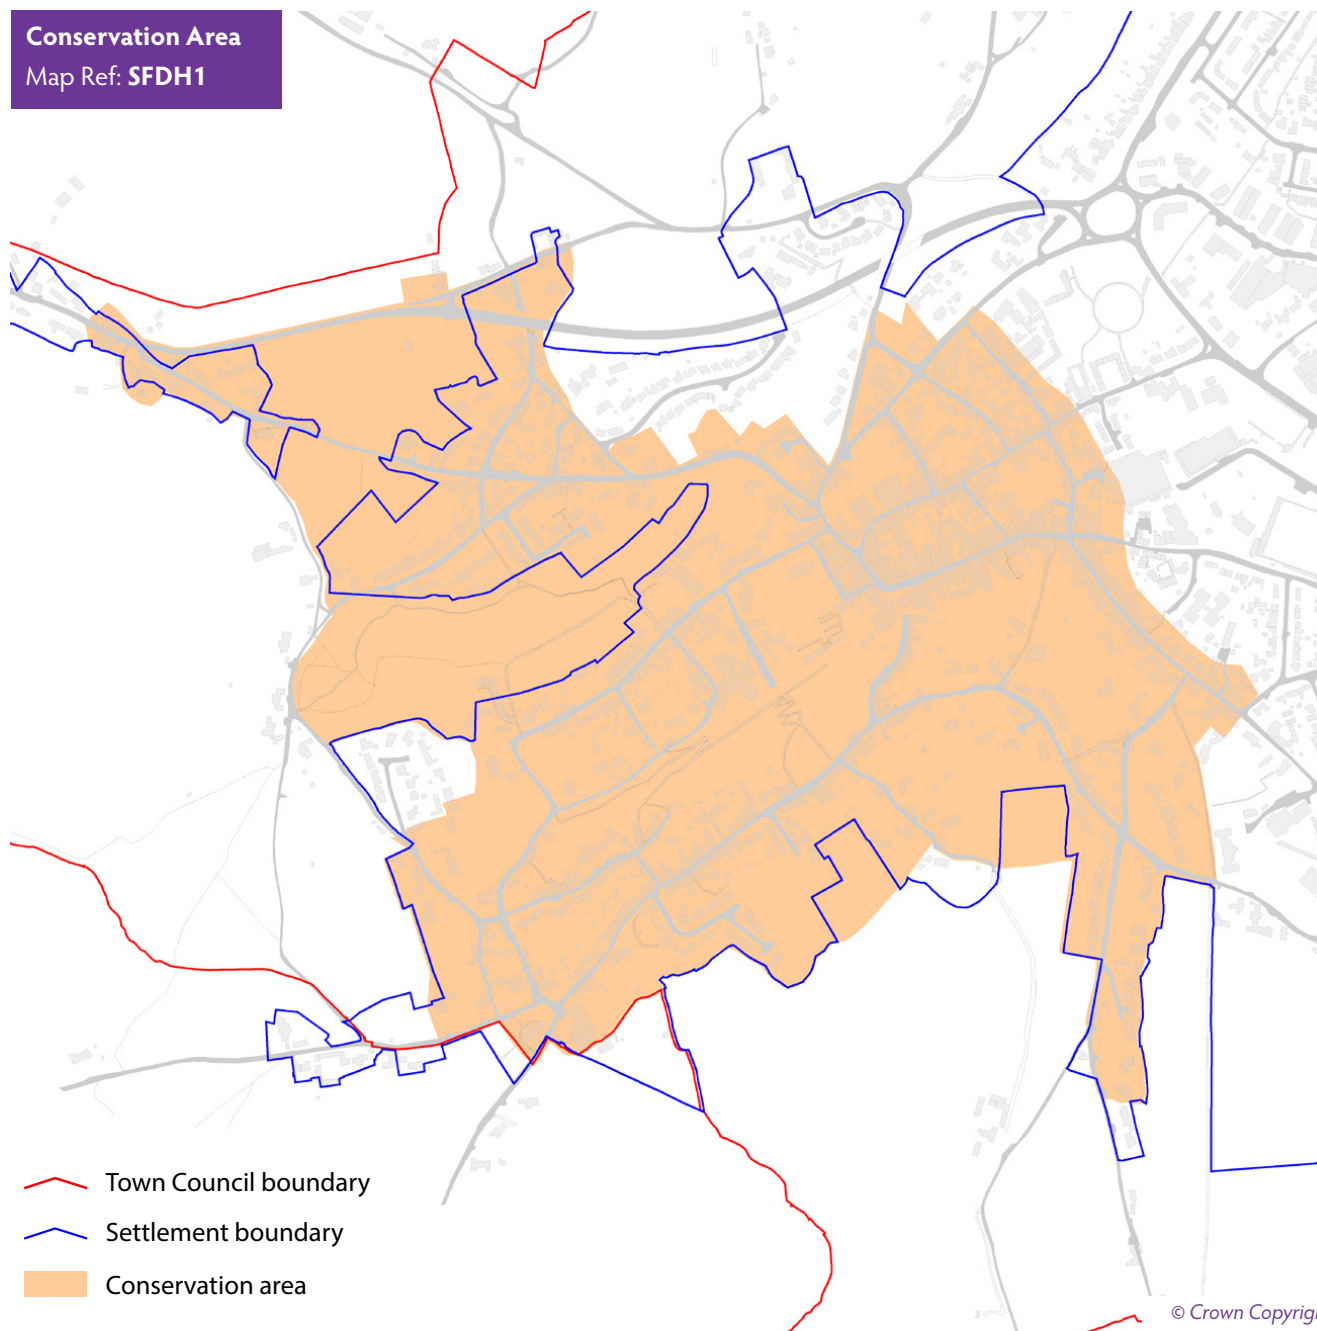 Conservation Area
Map Ref: SFDH1
Town Council boundary
Settlement boundary
Conservation area
© Crown Copyrig